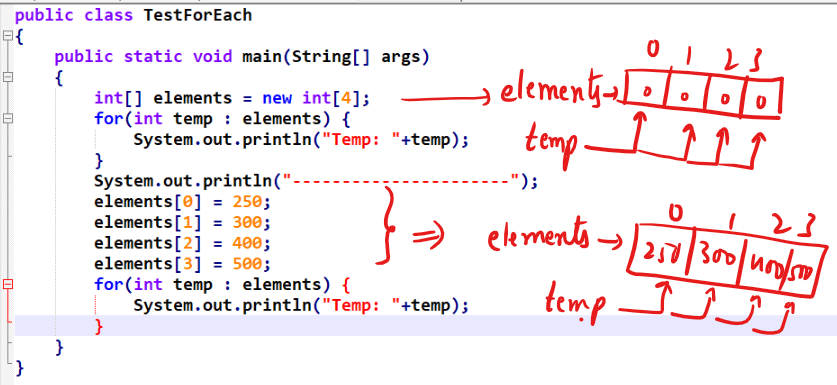 public class TestForEach
{
public static void main(String[] args)
{
int[] elements = new int[4];
for(int temp : elements) {
System.out.println("Temp: "+temp);
}
System.out.println("----------------------");
elements[0] = 250;
elements[1] = 300;
elements[2] = 400;
elements[3] = 500;
for(int temp : elements) {
System.out.println("Temp: "+temp);
}
}
}
0 1 2 3
elements → 0 0 0 0
temp
0 1 2 3
⇒ elements → 250 300 400 500
temp